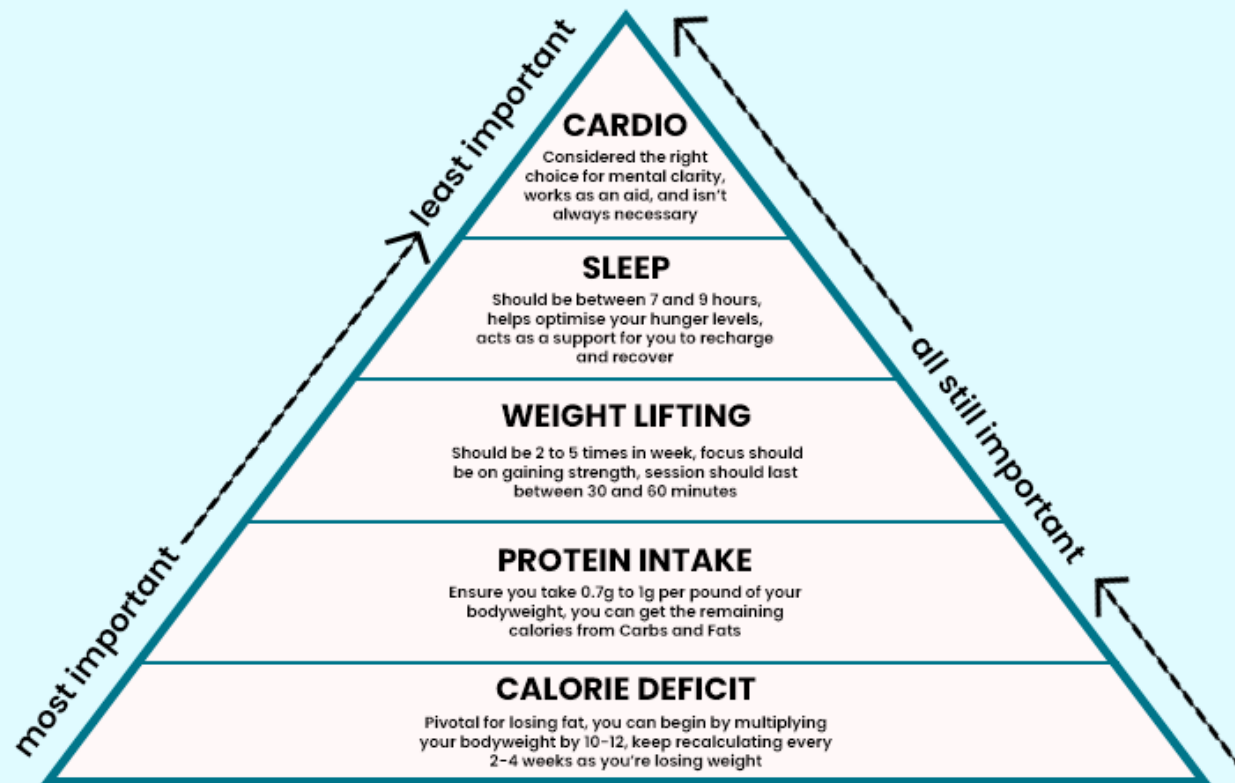 least important
most important
all still important
CARDIO
Considered the right
choice for mental clarity,
works as an aid, and isn't
always necessary
SLEEP
Should be between 7 and 9 hours,
helps optimise your hunger levels,
acts as a support for you to recharge
and recover
WEIGHT LIFTING
Should be 2 to 5 times in week, focus should
be on gaining strength, session should last
between 30 and 60 minutes
PROTEIN INTAKE
Ensure you take 0.7g to 1g per pound of your
bodyweight, you can get the remaining
calories from Carbs and Fats
CALORIE DEFICIT
Pivotal for losing fat, you can begin by multiplying
your bodyweight by 10-12, keep recalculating every
2-4 weeks as you're losing weight